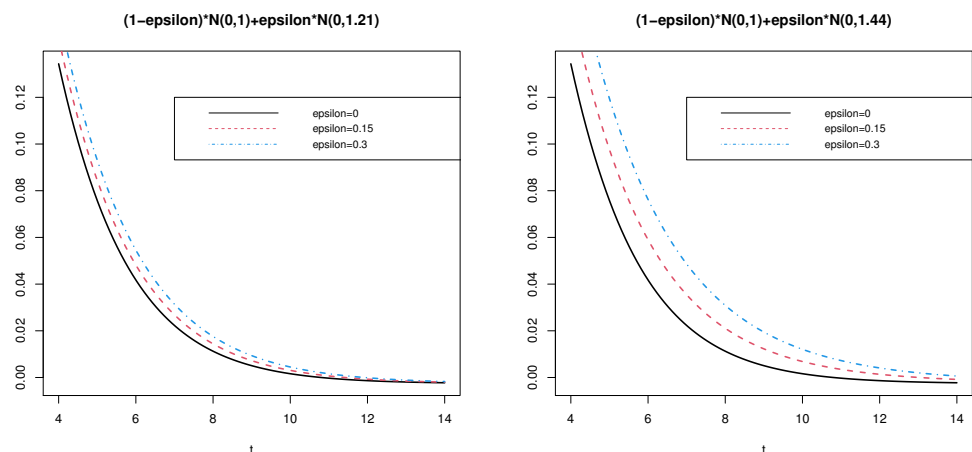 (1−epsilon)*N(0,1)+epsilon*N(0,1.21)
0.12
0.10
0.08
0.06
0.04
0.02
0.00
epsilon=0
epsilon=0.15
epsilon=0.3
4 6 8 10 12 14
t
(1−epsilon)*N(0,1)+epsilon*N(0,1.44)
0.12
0.10
0.08
0.06
0.04
0.02
0.00
epsilon=0
epsilon=0.15
epsilon=0.3
4 6 8 10 12 14
t